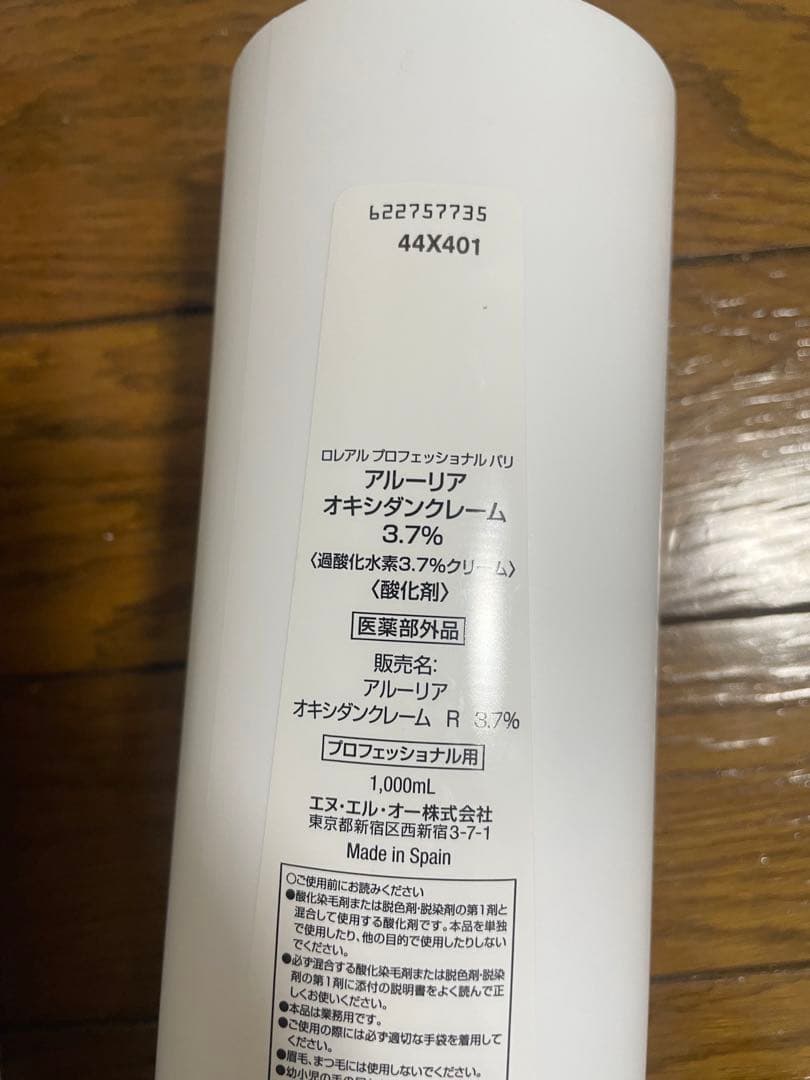 622757735
44X401
ロレアル プロフェッショナル パリ
アルーリア
オキシダンクレーム
3.7%
〈過酸化水素3.7%クリーム〉
〈酸化剤〉
医薬部外品
販売名:
アルーリア
オキシダンクレーム R 3.7%
プロフェッショナル用
1,000mL
エヌ・エル・オー株式会社
東京都新宿区西新宿3-7-1
Made in Spain
○ご使用前にお読みください
●酸化染毛剤または脱色剤・脱染剤の第1剤と
混合して使用する酸化剤です。本品を単独
で使用したり、他の目的で使用したりしない
でください。
●必ず混合する酸化染毛剤または脱色剤・脱染
剤の第1剤に添付の説明書をよく読んで正
しくお使いください。
●本品は業務用です。
●ご使用の際には必ず適切な手袋を着用して
ください。
●眉毛、まつ毛には使用しないでください。
●幼小児の手の